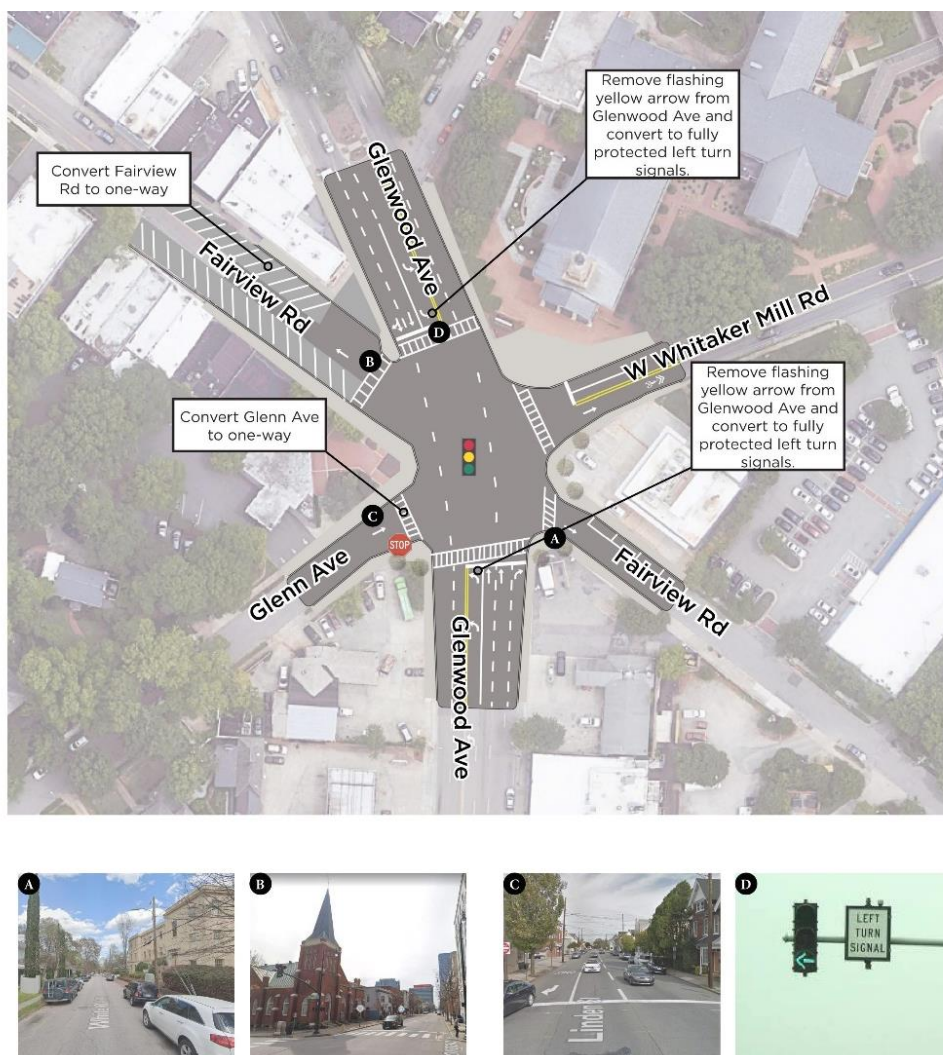 Remove flashing
yellow arrow from
Glenwood Ave and
convert to fully
protected left turn
signals.
Convert Fairview
Rd to one-way
Glenwood Ave
Fairview Rd
W Whitaker Mill Rd
Remove flashing
yellow arrow from
Glenwood Ave and
convert to fully
protected left turn
signals.
D
B
Convert Glenn Ave
to one-way
C
STOP
A
Glenn Ave
Glenwood Ave
Fairview Rd
A
B
C
D
LEFT
TURN
SIGNAL